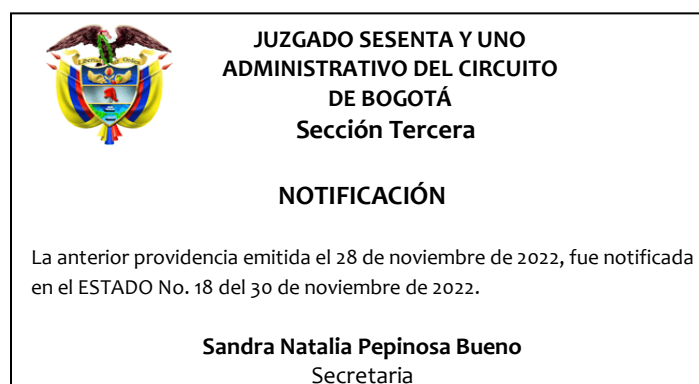 JUZGADO SESENTA Y UNO
ADMINISTRATIVO DEL CIRCUITO
DE BOGOTÁ
Sección Tercera
NOTIFICACIÓN
La anterior providencia emitida el 28 de noviembre de 2022, fue notificada
en el ESTADO No. 18 del 30 de noviembre de 2022.
Sandra Natalia Pepinosa Bueno
Secretaria